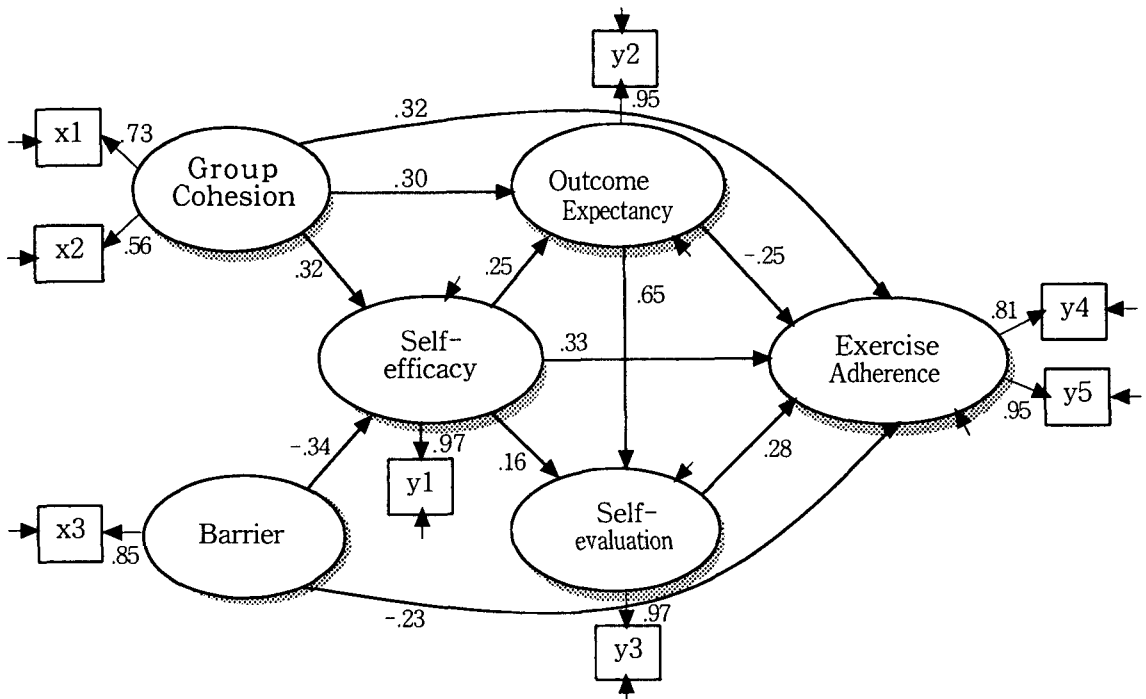 y2
.95
.32
x1
.73
Group
Cohesion
.30
Outcome
Expectancy
x2
.56
.32
.25
-.25
.65
Self-
efficacy
.33
.81
y4
Exercise
Adherence
y5
.95
-.34
.97
.16
.28
y1
x3
.85
Barrier
Self-
evaluation
-.23
.97
y3